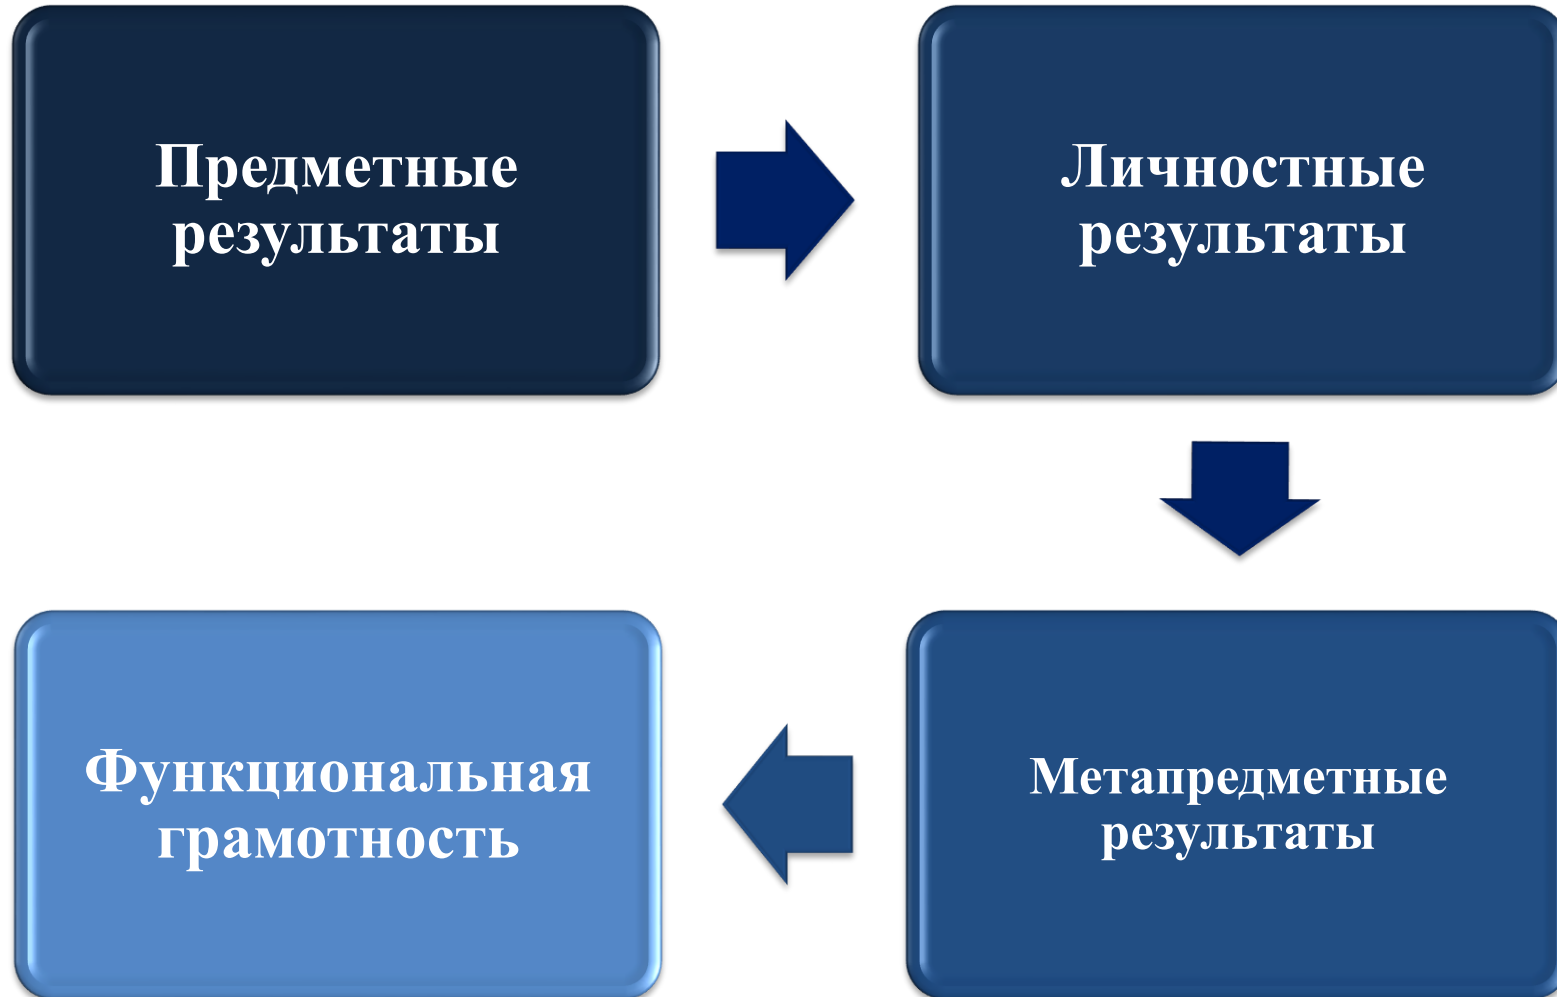 Предметные
результаты
Личностные
результаты
Метапредметные
результаты
Функциональная
грамотность